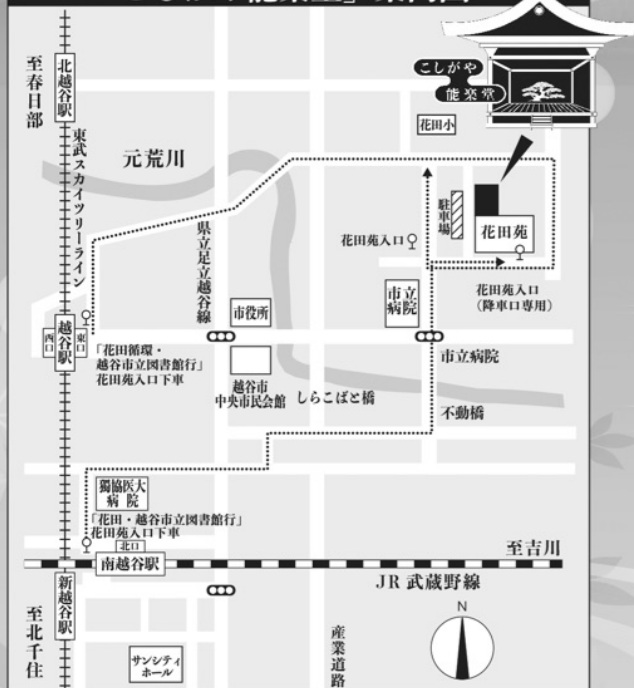 こしがや
能楽堂
至春日部
北越谷駅
東武スカイツリーライン
元荒川
花田小
県立足立越谷線
駐車場
花田苑
花田苑入口
花田苑入口
(降車口専用)
市立
病院
市役所
西口
越谷駅
東口
「花田循環・
越谷市立図書館行」
花田苑入口下車
越谷市
中央市民会館
しらこばと橋
市立病院
不動橋
獨協医大
病院
「花田・越谷市立図書館行」
花田苑入口下車
北口
南越谷駅
至吉川
JR 武蔵野線
新越谷駅
至北千住
サンシティ
ホール
産業道路
N